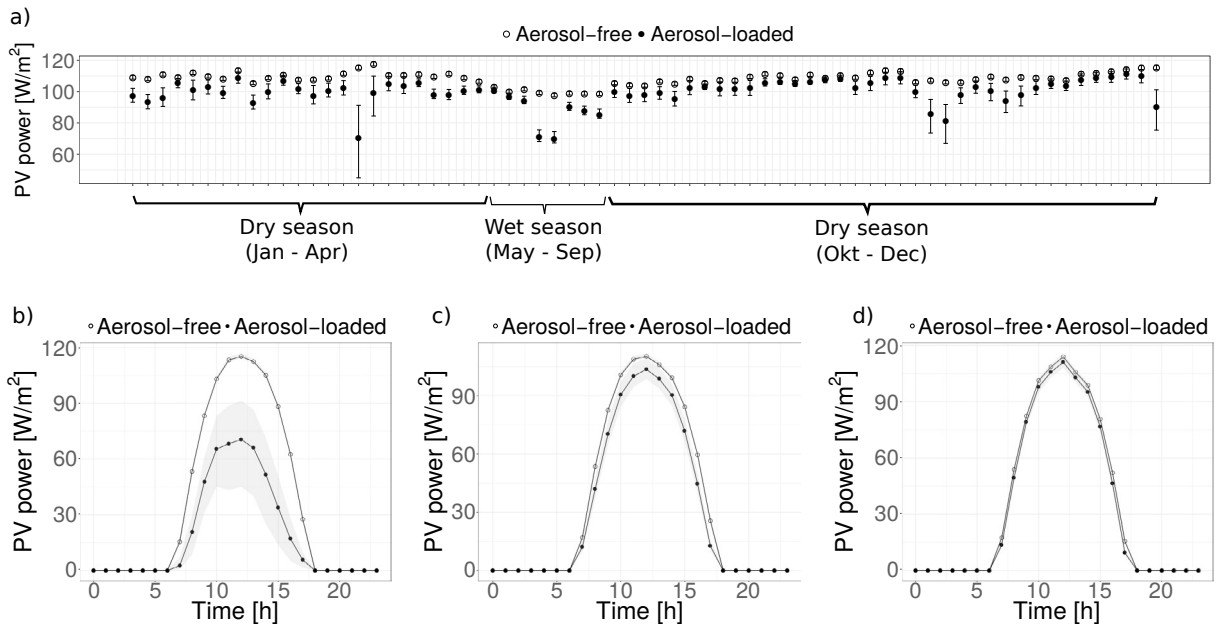 a)
○ Aerosol-free • Aerosol-loaded
PV power [W/m²]
120
100
80
60
Dry season
(Jan - Apr)
Wet season
(May - Sep)
Dry season
(Okt - Dec)
b)
○ Aerosol-free • Aerosol-loaded
PV power [W/m²]
120
90
60
30
0
0 5 10 15 20
Time [h]
c)
○ Aerosol-free • Aerosol-loaded
PV power [W/m²]
90
60
30
0
0 5 10 15 20
Time [h]
d)
○ Aerosol-free • Aerosol-loaded
PV power [W/m²]
120
90
60
30
0
0 5 10 15 20
Time [h]